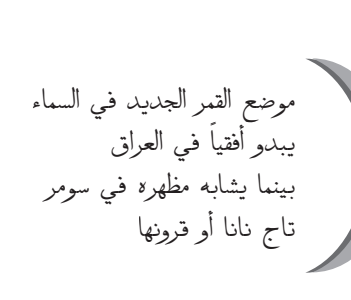 موضع القمر الجديد في السماء
يبدو أفقياً في العراق
بينما يشابه مظهره في سومر
تاج نانا أو قرونها